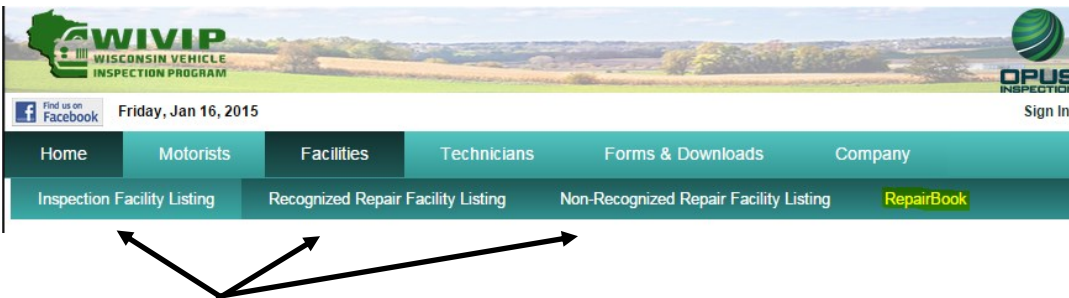 WIVIP
WISCONSIN VEHICLE
INSPECTION PROGRAM
OPUS
INSPECTION
Find us on
Facebook
Friday, Jan 16, 2015
Sign In
Home Motorists Facilities Technicians Forms & Downloads Company
Inspection Facility Listing Recognized Repair Facility Listing Non-Recognized Repair Facility Listing RepairBook